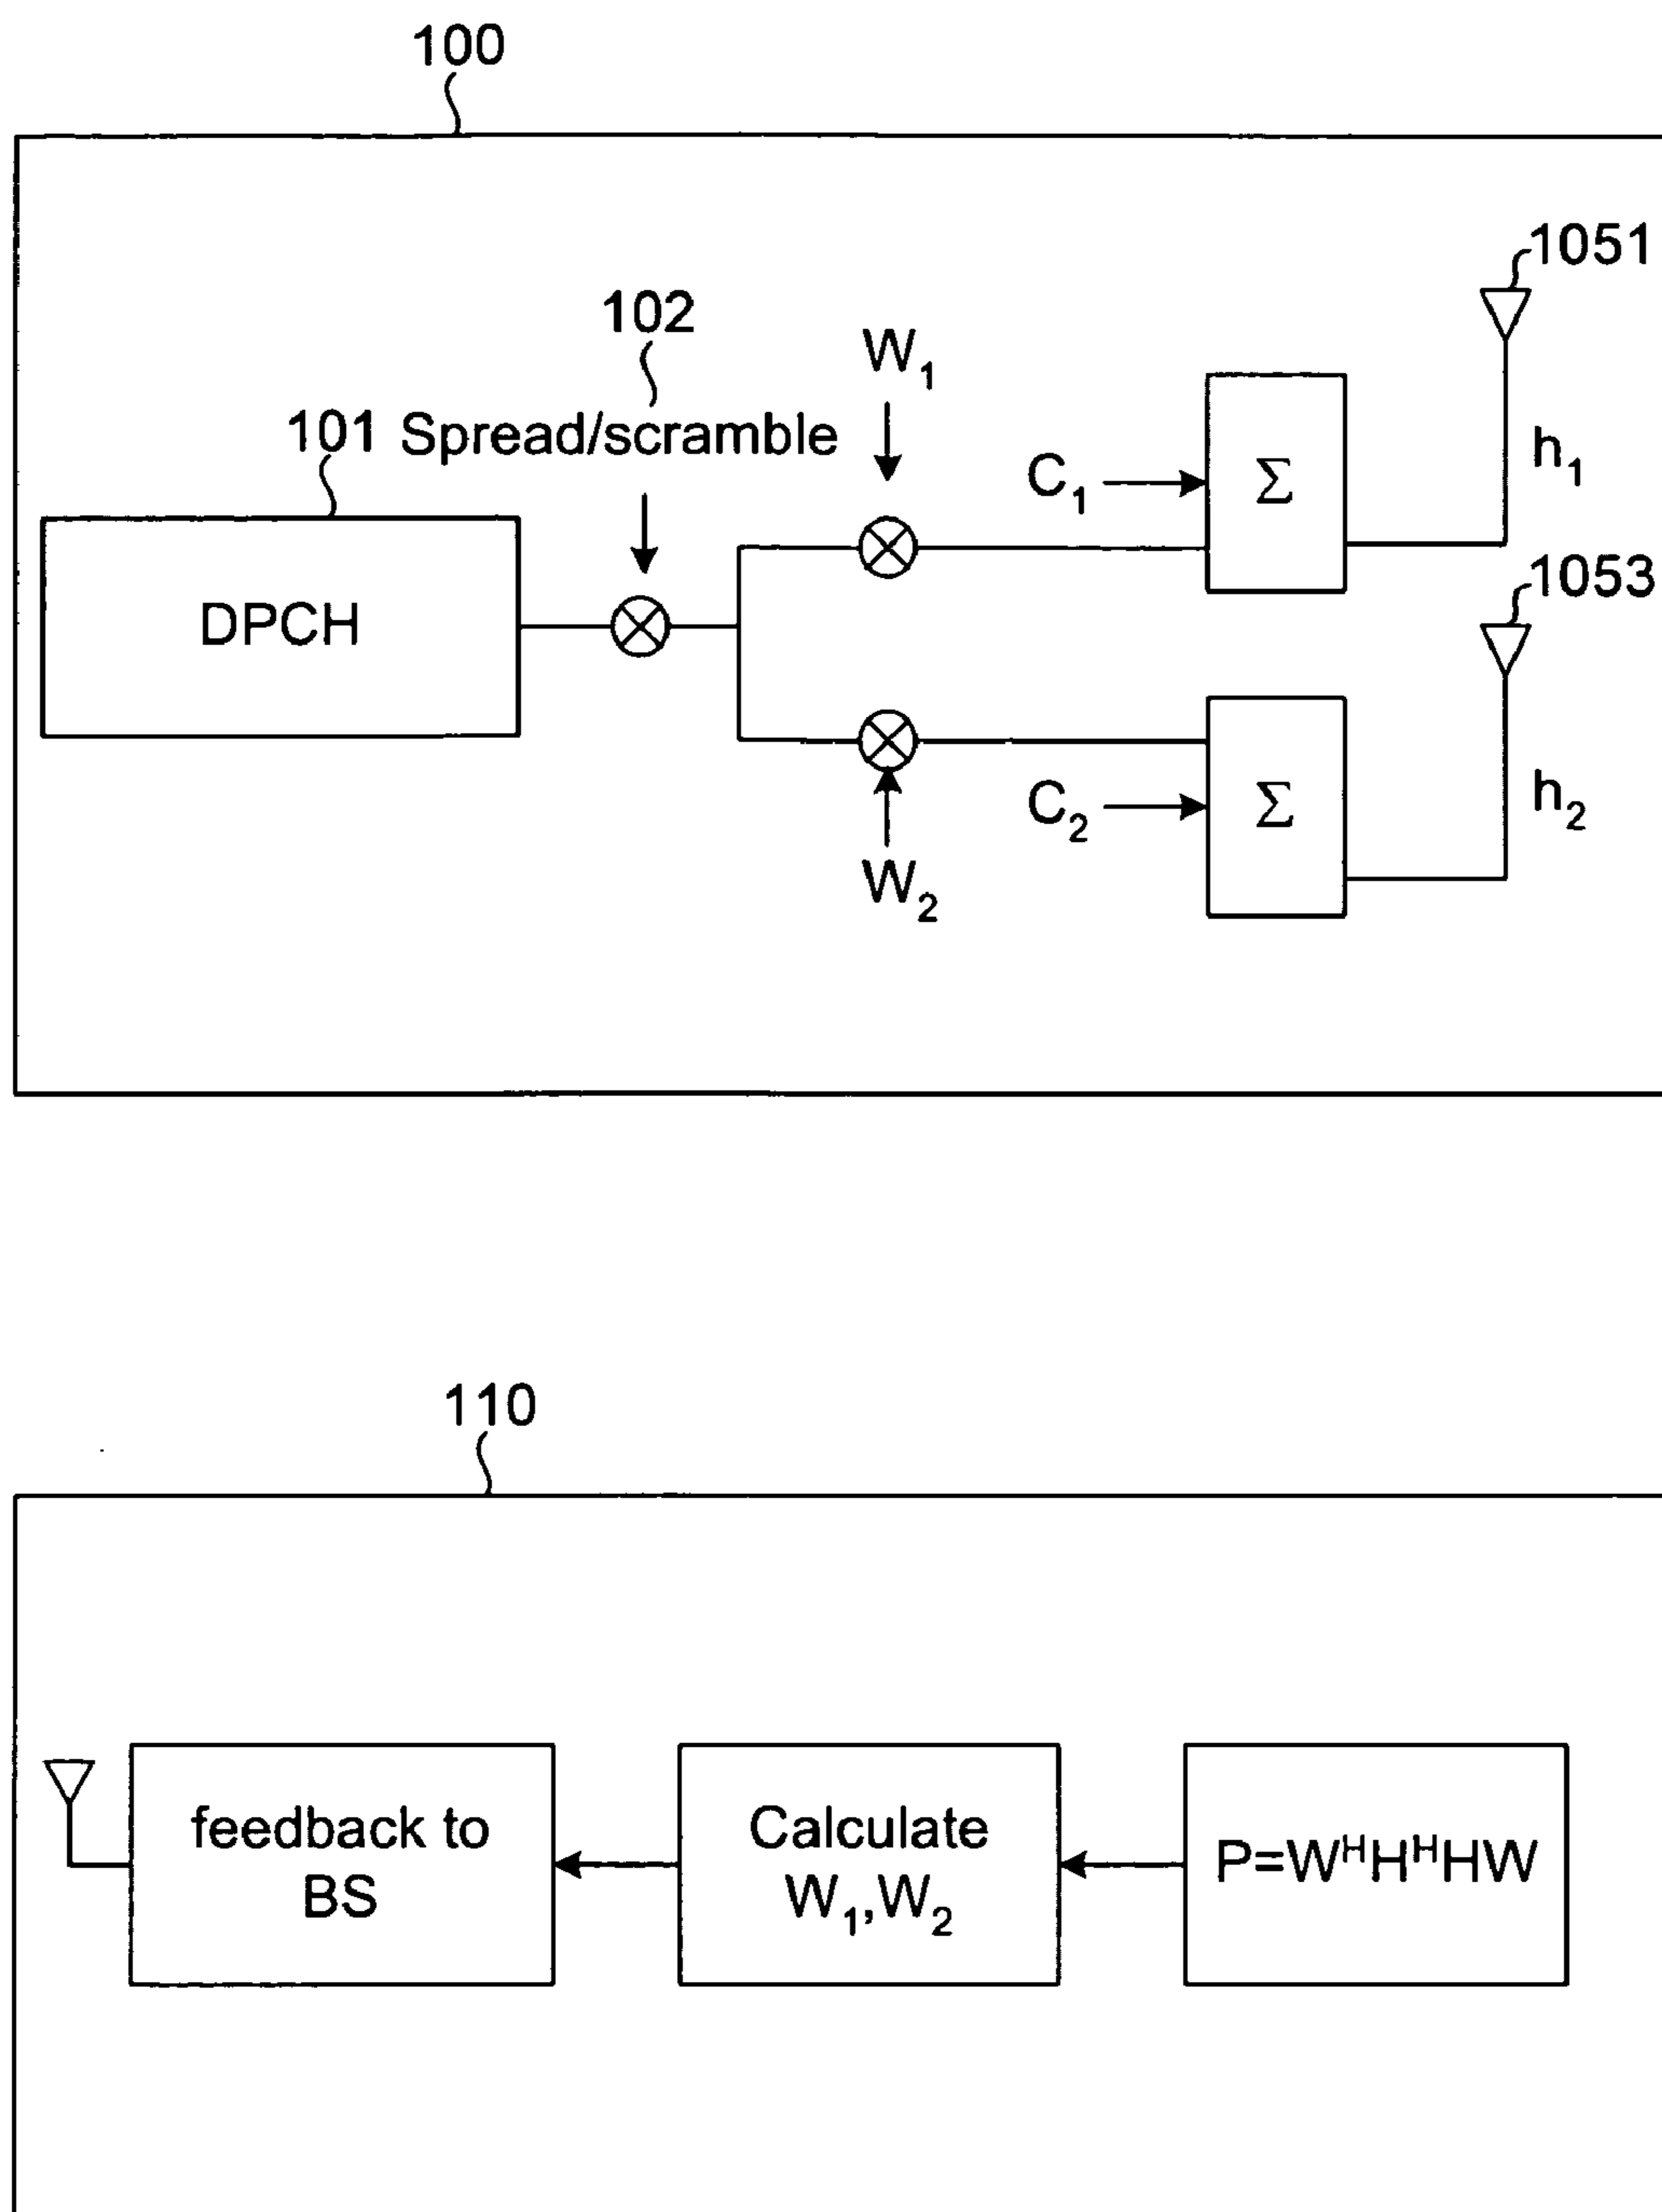 100
1051
102
W₁
101 Spread/scramble
C₁
Σ
h₁
DPCH
1053
C₂
Σ
h₂
W₂
110
feedback to
BS
Calculate
W₁,W₂
P=WᴴHᴴHW